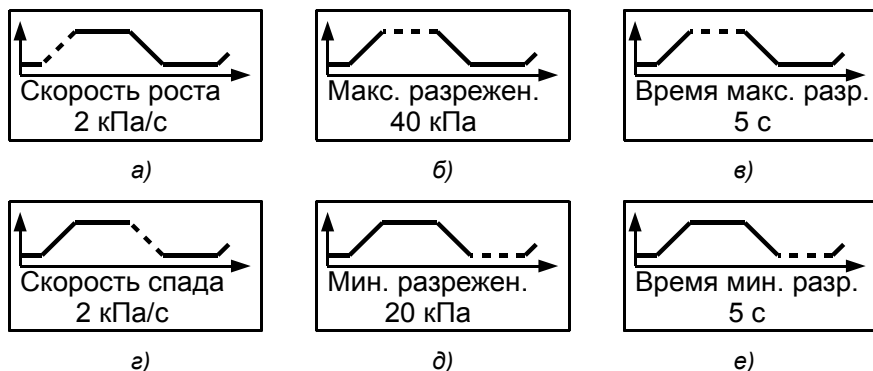 Скорость роста
2 кПа/с
а)
Макс. разрежен.
40 кПа
б)
Время макс. разр.
5 с
в)
Скорость спада
2 кПа/с
г)
Мин. разрежен.
20 кПа
д)
Время мин. разр.
5 с
е)